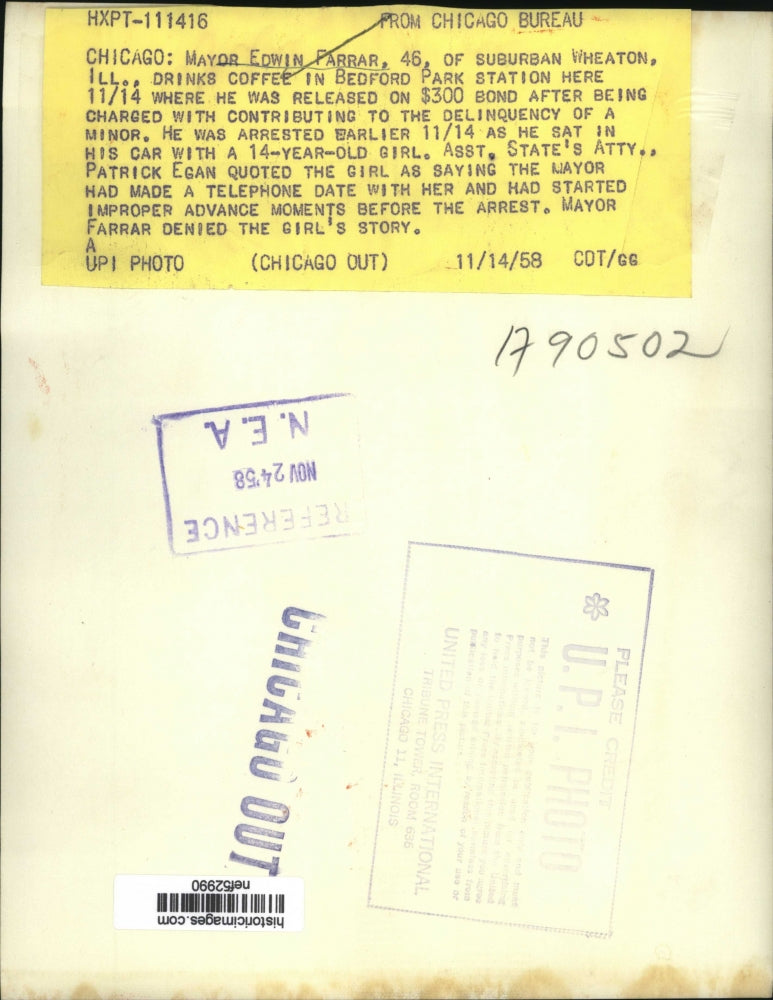 HXPT-111416 FROM CHICAGO BUREAU
CHICAGO: MAYOR EDWIN FARRAR, 46, OF SUBURBAN WHEATON,
ILL., DRINKS COFFEE IN BEDFORD PARK STATION HERE
11/14 WHERE HE WAS RELEASED ON $300 BOND AFTER BEING
CHARGED WITH CONTRIBUTING TO THE DELINQUENCY OF A
MINOR. HE WAS ARRESTED EARLIER 11/14 AS HE SAT IN
HIS CAR WITH A 14-YEAR-OLD GIRL. ASST. STATE'S ATTY.,
PATRICK EGAN QUOTED THE GIRL AS SAYING THE MAYOR
HAD MADE A TELEPHONE DATE WITH HER AND HAD STARTED
IMPROPER ADVANCE MOMENTS BEFORE THE ARREST. MAYOR
FARRAR DENIED THE GIRL'S STORY.
A
UPI PHOTO (CHICAGO OUT) 11/14/58 CDT/GG
1790502
REFERENCE
NOV 24'58
N.E.A.
CHICAGO OUT
PLEASE CREDIT
U.P.I. PHOTO
UNITED PRESS INTERNATIONAL
TRIBUNE TOWER, ROOM 636
CHICAGO 11, ILLINOIS
historicimages.com
nef52990